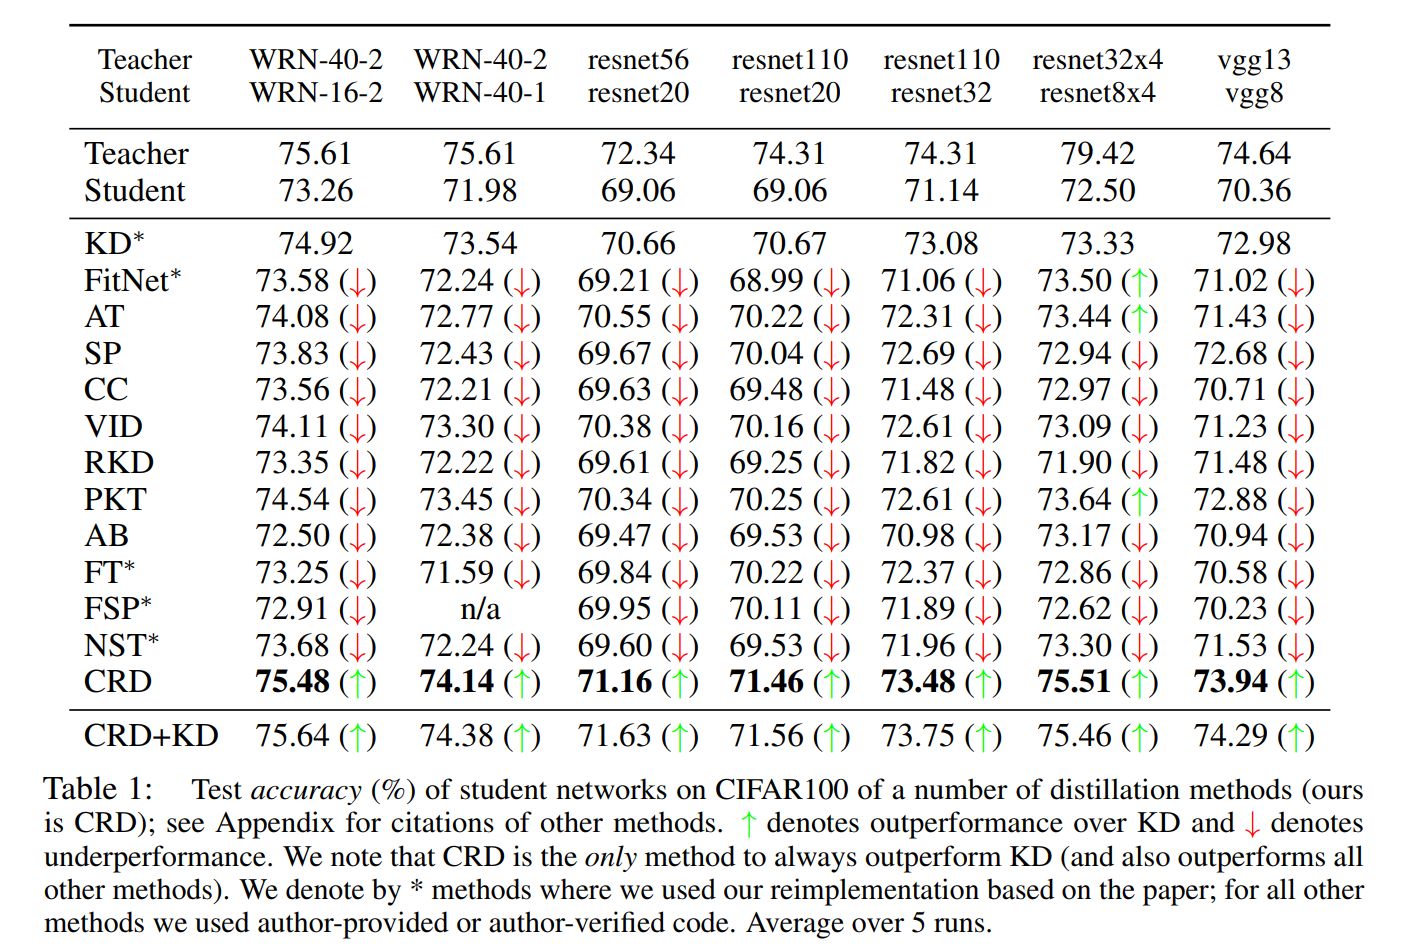 Teacher WRN-40-2 WRN-40-2 resnet56 resnet110 resnet110 resnet32x4 vgg13
Student WRN-16-2 WRN-40-1 resnet20 resnet20 resnet32 resnet8x4 vgg8
Teacher 75.61 75.61 72.34 74.31 74.31 79.42 74.64
Student 73.26 71.98 69.06 69.06 71.14 72.50 70.36
KD* 74.92 73.54 70.66 70.67 73.08 73.33 72.98
FitNet* 73.58 (↓) 72.24 (↓) 69.21 (↓) 68.99 (↓) 71.06 (↓) 73.50 (↑) 71.02 (↓)
AT 74.08 (↓) 72.77 (↓) 70.55 (↓) 70.22 (↓) 72.31 (↓) 73.44 (↑) 71.43 (↓)
SP 73.83 (↓) 72.43 (↓) 69.67 (↓) 70.04 (↓) 72.69 (↓) 72.94 (↓) 72.68 (↓)
CC 73.56 (↓) 72.21 (↓) 69.63 (↓) 69.48 (↓) 71.48 (↓) 72.97 (↓) 70.71 (↓)
VID 74.11 (↓) 73.30 (↓) 70.38 (↓) 70.16 (↓) 72.61 (↓) 73.09 (↓) 71.23 (↓)
RKD 73.35 (↓) 72.22 (↓) 69.61 (↓) 69.25 (↓) 71.82 (↓) 71.90 (↓) 71.48 (↓)
PKT 74.54 (↓) 73.45 (↓) 70.34 (↓) 70.25 (↓) 72.61 (↓) 73.64 (↑) 72.88 (↓)
AB 72.50 (↓) 72.38 (↓) 69.47 (↓) 69.53 (↓) 70.98 (↓) 73.17 (↓) 70.94 (↓)
FT* 73.25 (↓) 71.59 (↓) 69.84 (↓) 70.22 (↓) 72.37 (↓) 72.86 (↓) 70.58 (↓)
FSP* 72.91 (↓) n/a 69.95 (↓) 70.11 (↓) 71.89 (↓) 72.62 (↓) 70.23 (↓)
NST* 73.68 (↓) 72.24 (↓) 69.60 (↓) 69.53 (↓) 71.96 (↓) 73.30 (↓) 71.53 (↓)
CRD 75.48 (↑) 74.14 (↑) 71.16 (↑) 71.46 (↑) 73.48 (↑) 75.51 (↑) 73.94 (↑)
CRD+KD 75.64 (↑) 74.38 (↑) 71.63 (↑) 71.56 (↑) 73.75 (↑) 75.46 (↑) 74.29 (↑)
Table 1: Test accuracy (%) of student networks on CIFAR100 of a number of distillation methods (ours
is CRD); see Appendix for citations of other methods. ↑ denotes outperformance over KD and ↓ denotes
underperformance. We note that CRD is the only method to always outperform KD (and also outperforms all
other methods). We denote by * methods where we used our reimplementation based on the paper; for all other
methods we used author-provided or author-verified code. Average over 5 runs.